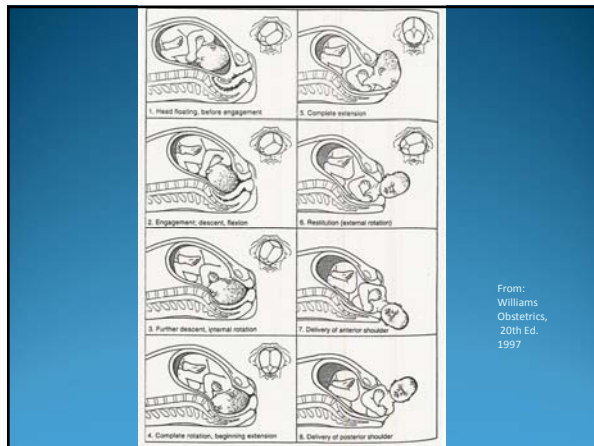 1. Head floating, before engagement
2. Engagement; descent, flexion
3. Further descent, internal rotation
4. Complete rotation, beginning extension
5. Complete extension
6. Restitution (external rotation)
7. Delivery of anterior shoulder
8. Delivery of posterior shoulder
From:
Williams
Obstetrics,
20th Ed.
1997